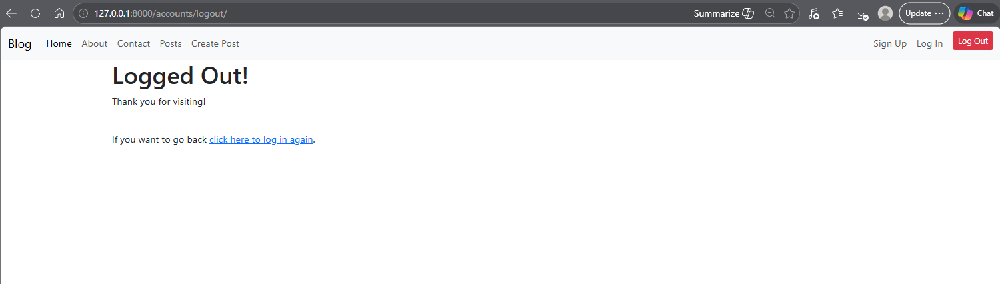 127.0.0.1:8000/accounts/logout/ Summarize Update Chat
Blog Home About Contact Posts Create Post Sign Up Log In Log Out
Logged Out!
Thank you for visiting!
If you want to go back click here to log in again.